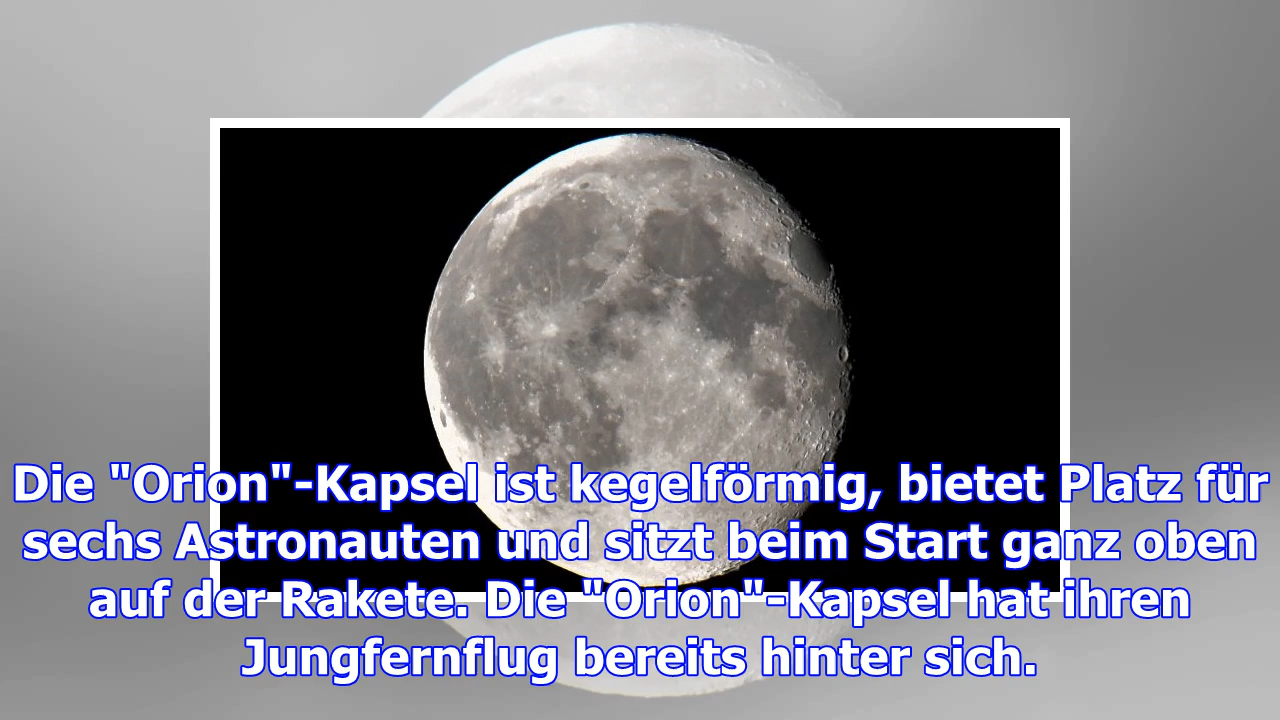 Die "Orion"-Kapsel ist kegelförmig, bietet Platz für
sechs Astronauten und sitzt beim Start ganz oben
auf der Rakete. Die "Orion"-Kapsel hat ihren
Jungfernflug bereits hinter sich.